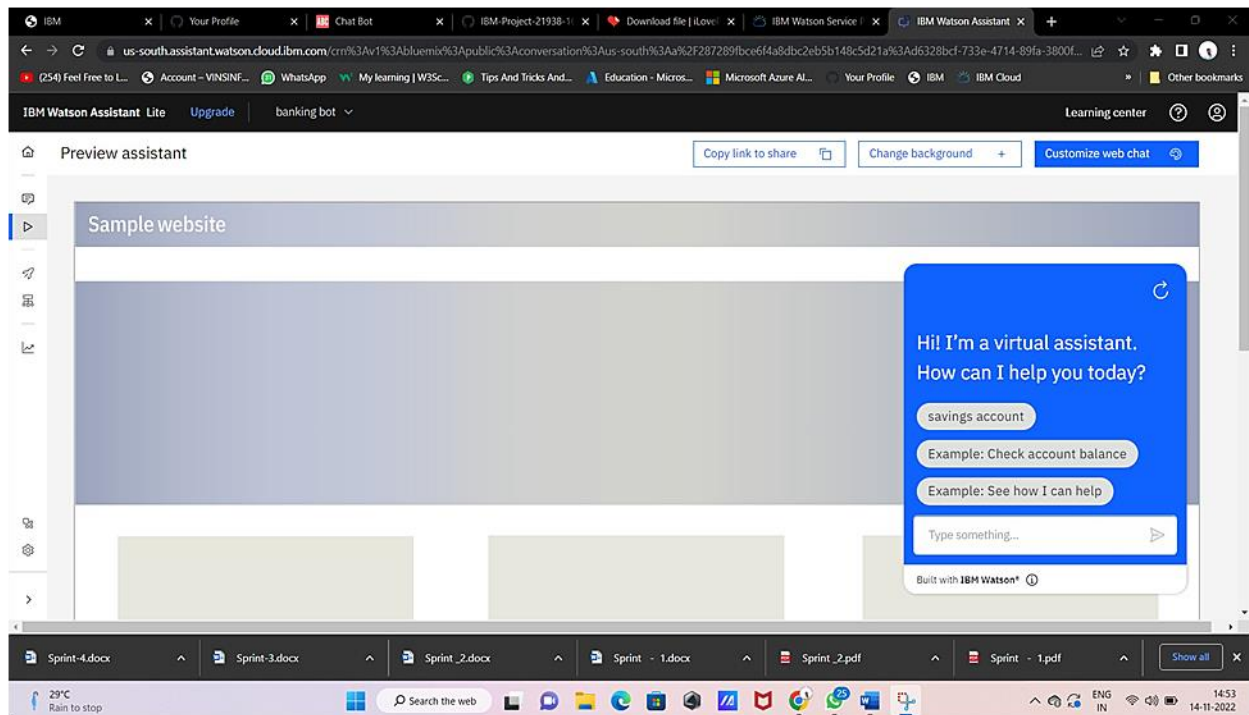 IBM
Your Profile
Chat Bot
IBM-Project-21938-1
Download file | iLove
IBM Watson Service
IBM Watson Assistant
us-south.assistant.watson.cloud.ibm.com/crn%3Av1%3Abluemix%3Apublic%3Aconversation%3Aus-south%3Aa%2F287289fbce6f4a8dbc2eb5b148c5d21a%3Ad6328bcf-733e-4714-89fa-3800f...
(254) Feel Free to L...
Account – VINSINF...
WhatsApp
My learning | W3Sc...
Tips And Tricks And...
Education - Micros...
Microsoft Azure AI...
Your Profile
IBM
IBM Cloud
»
Other bookmarks
IBM Watson Assistant Lite
Upgrade
banking bot
Learning center
Preview assistant
Copy link to share
Change background +
Customize web chat
Sample website
Hi! I'm a virtual assistant.
How can I help you today?
savings account
Example: Check account balance
Example: See how I can help
Type something...
Built with IBM Watson®
Sprint-4.docx
Sprint-3.docx
Sprint _2.docx
Sprint - 1.docx
Sprint _2.pdf
Sprint - 1.pdf
Show all
29°C
Rain to stop
Search the web
25
ENG
IN
14:53
14-11-2022